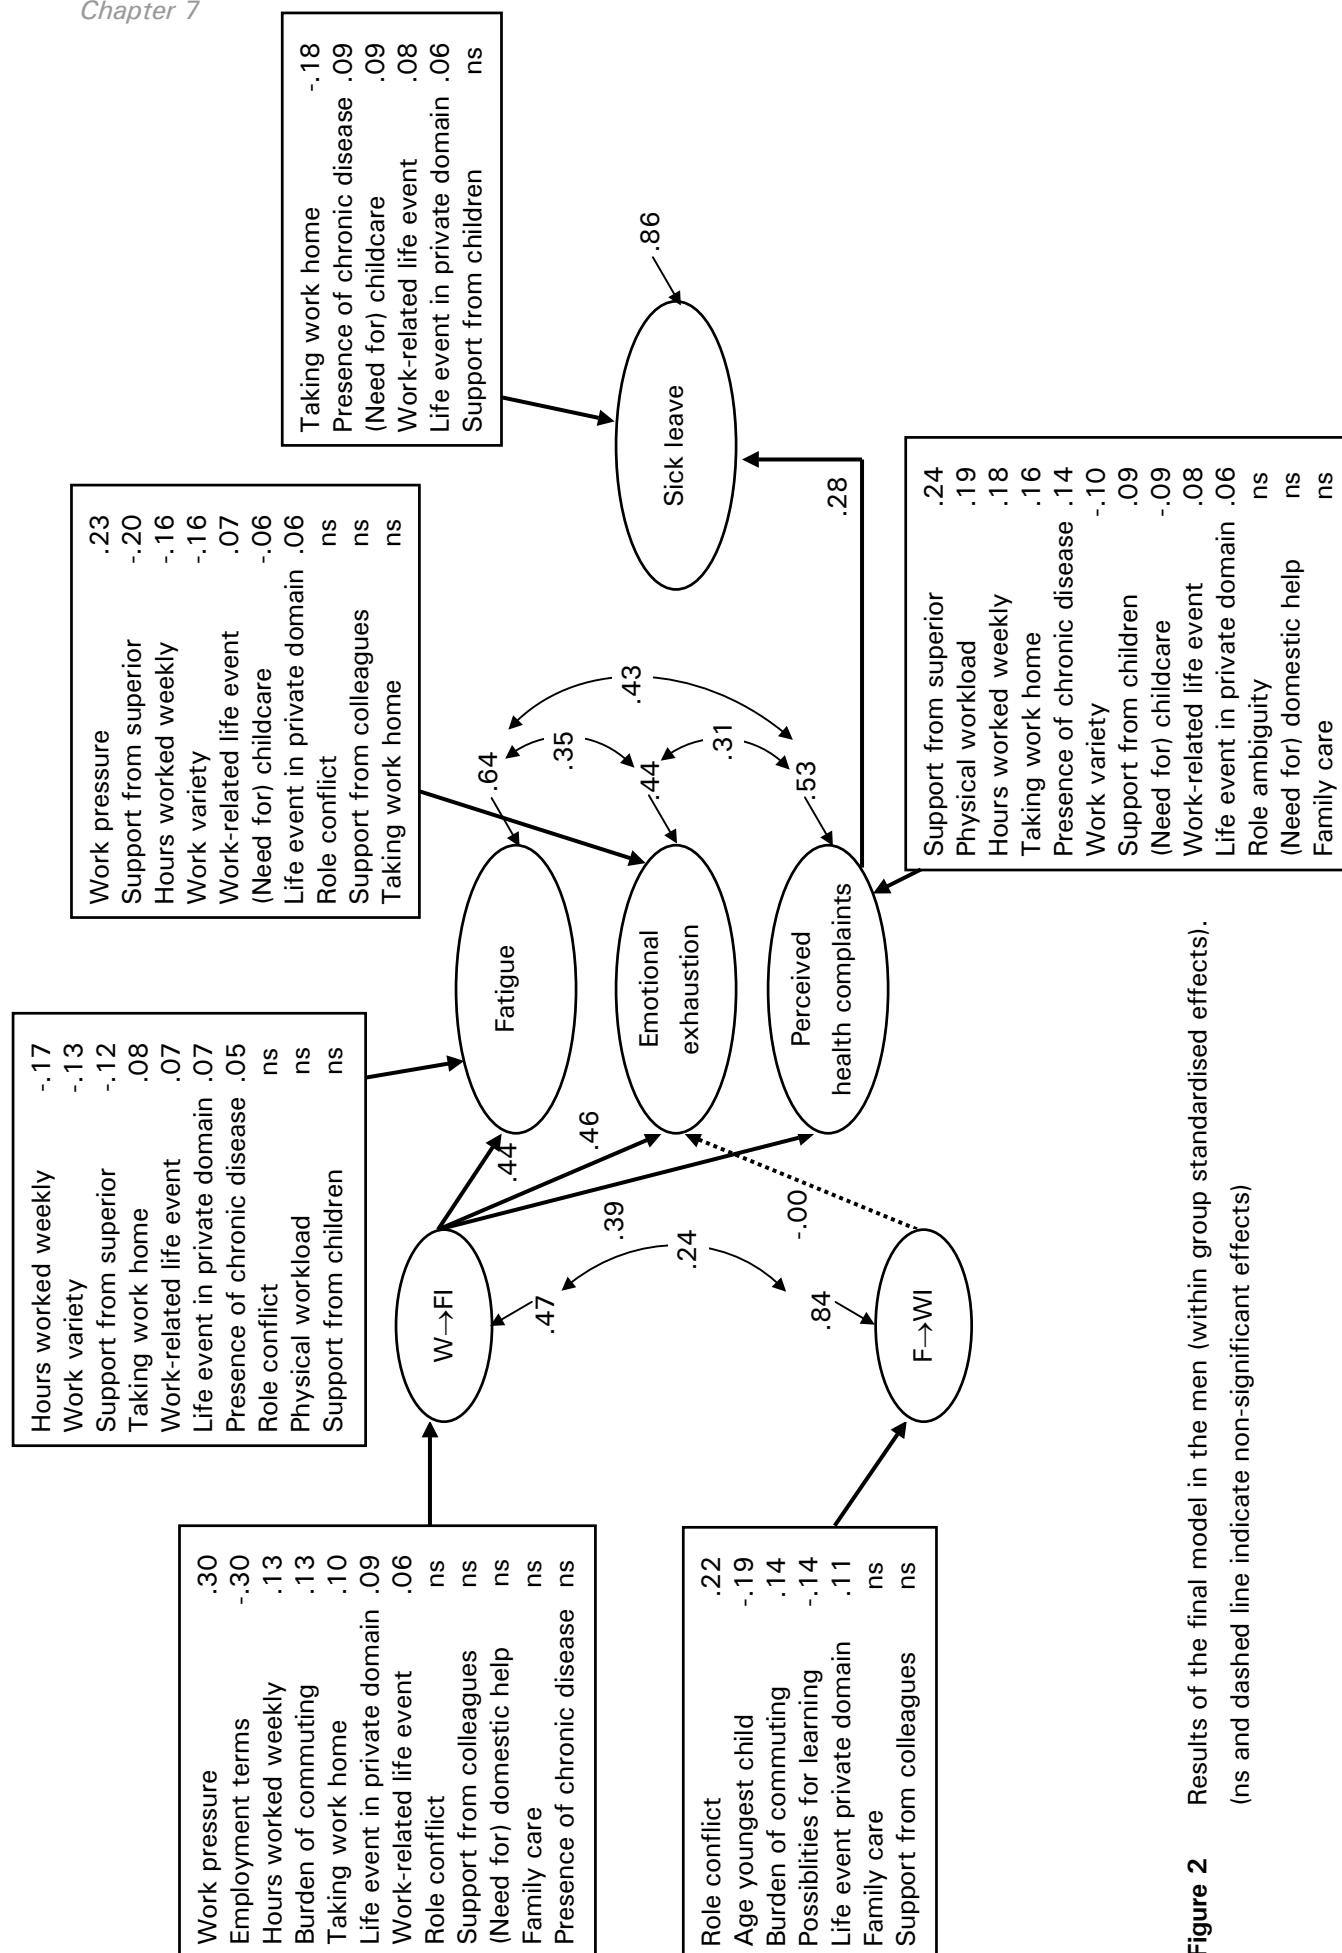 Chapter 7
Work pressure .30
Employment terms -.30
Hours worked weekly .13
Burden of commuting .13
Taking work home .10
Life event in private domain .09
Work-related life event .06
Role conflict ns
Support from colleagues ns
(Need for) domestic help ns
Family care ns
Presence of chronic disease ns
Role conflict .22
Age youngest child -.19
Burden of commuting .14
Possiblities for learning -.14
Life event private domain .11
Family care ns
Support from colleagues ns
Hours worked weekly -.17
Work variety -.13
Support from superior -.12
Taking work home .08
Work-related life event .07
Life event in private domain .07
Presence of chronic disease .05
Role conflict ns
Physical workload ns
Support from children ns
W→FI
.47
.24
.84
F→WI
.44
.46
.39
-.00
Fatigue
Emotional
exhaustion
Perceived
health complaints
.64
.44
.53
.35
.31
.43
Work pressure .23
Support from superior -.20
Hours worked weekly -.16
Work variety -.16
Work-related life event .07
(Need for) childcare -.06
Life event in private domain .06
Role conflict ns
Support from colleagues ns
Taking work home ns
Support from superior .24
Physical workload .19
Hours worked weekly .18
Taking work home .16
Presence of chronic disease .14
Work variety -.10
Support from children .09
(Need for) childcare -.09
Work-related life event .08
Life event in private domain .06
Role ambiguity ns
(Need for) domestic help ns
Family care ns
.28
Sick leave
.86
Taking work home -.18
Presence of chronic disease .09
(Need for) childcare .09
Work-related life event .08
Life event in private domain .06
Support from children ns
Figure 2 Results of the final model in the men (within group standardised effects).
(ns and dashed line indicate non-significant effects)